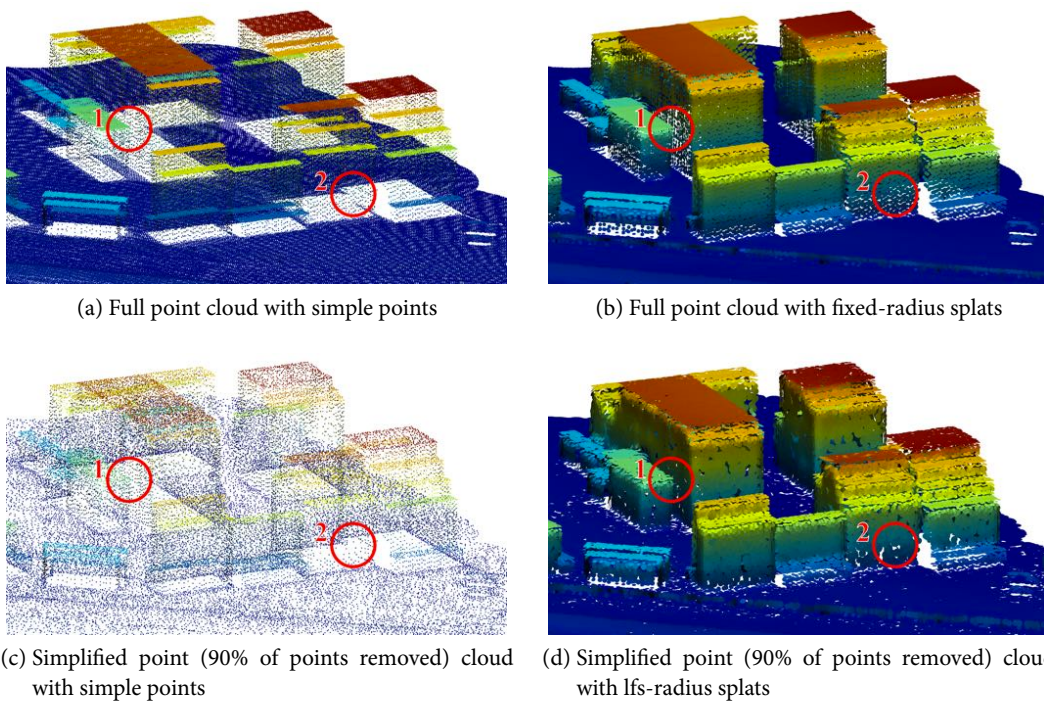 1
2
1
2
(a) Full point cloud with simple points
(b) Full point cloud with fixed-radius splats
1
2
1
2
(c) Simplified point (90% of points removed) cloud
with simple points
(d) Simplified point (90% of points removed) clou
with lfs-radius splats